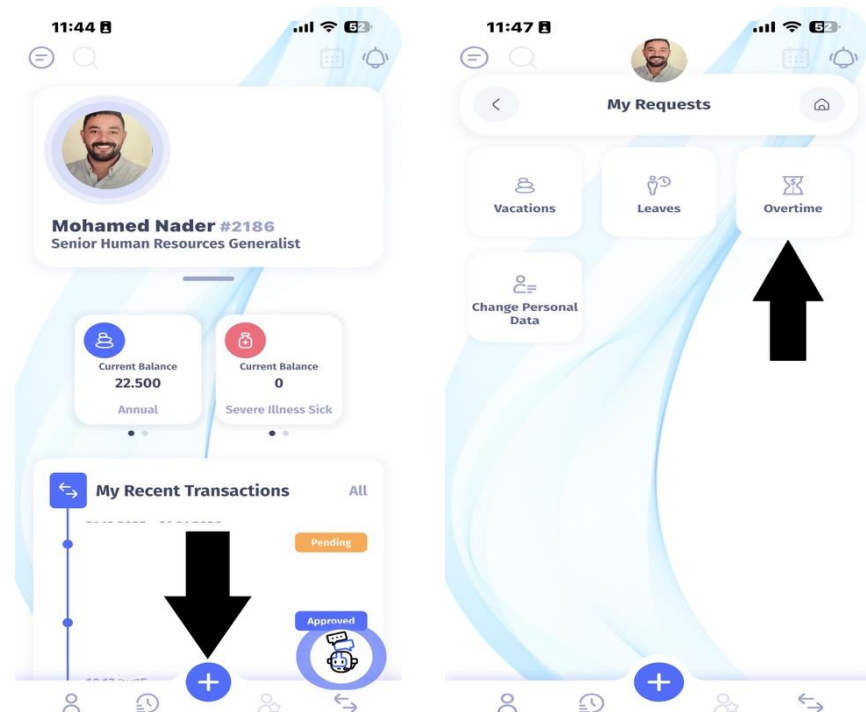 11:44
52
Mohamed Nader #2186
Senior Human Resources Generalist
Current Balance
22.500
Annual
Current Balance
0
Severe Illness Sick
My Recent Transactions
All
Pending
Approved
11:47
52
My Requests
Vacations
Leaves
Overtime
Change Personal
Data